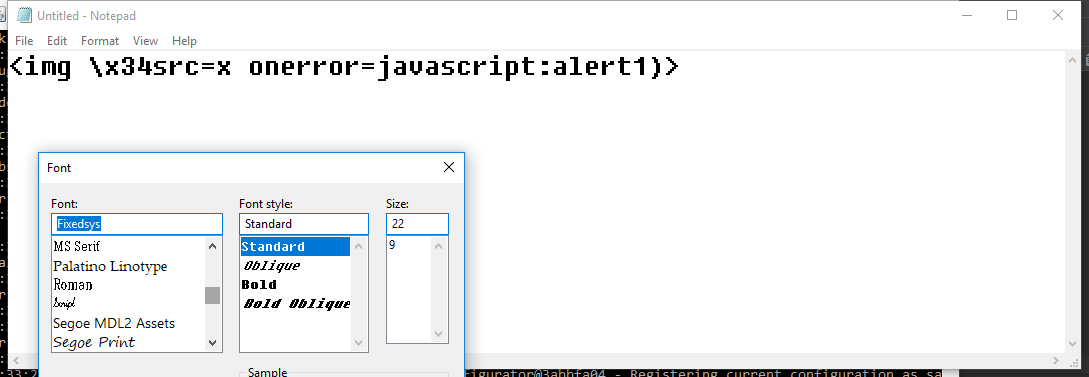 Untitled - Notepad
File Edit Format View Help
<img \x34src=x onerror=javascript:alert1)>
Font
Font: Font style: Size:
Fixedsys Standard 22
MS Serif Standard 9
Palatino Linotype Oblique
Roman Bold
Script Bold Oblique
Segoe MDL2 Assets
Segoe Print
Sample
:33:2 figurator@3abbfa04 - Registering current configuration as sa